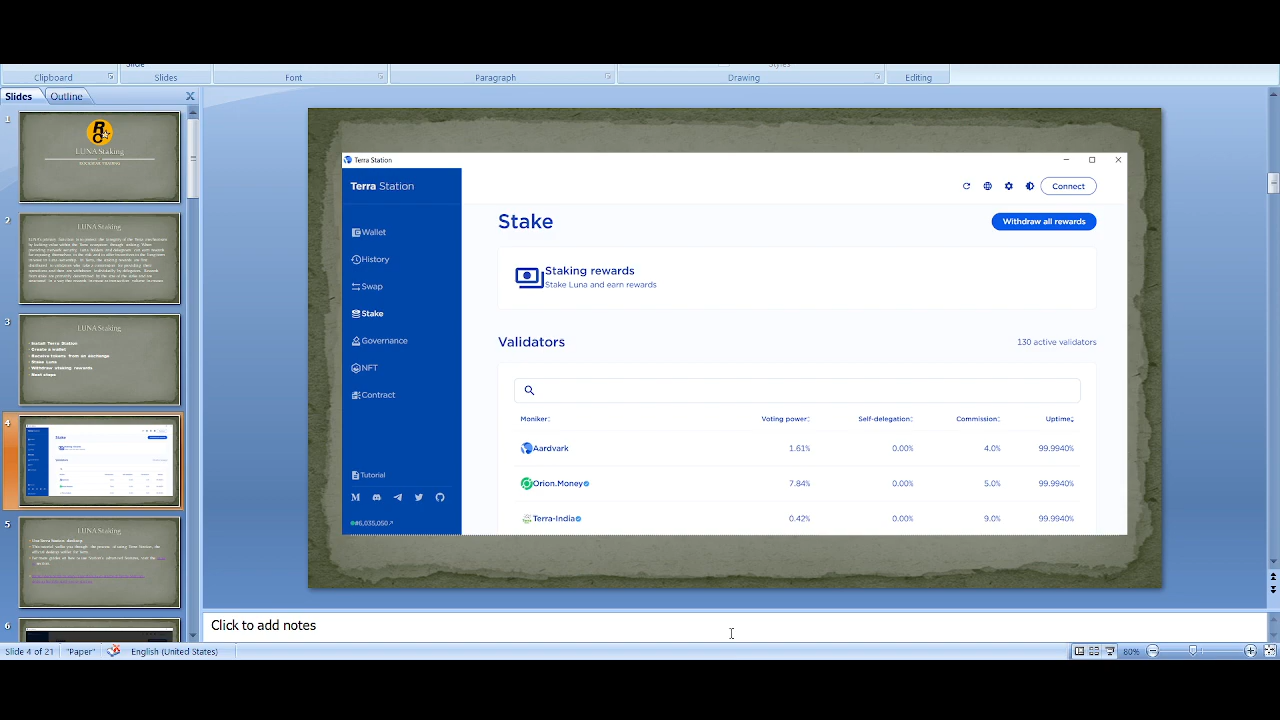 Clipboard
Slides
Font
Paragraph
Drawing
Editing
Slides
Outline
1
LUNA Staking
2
LUNA Staking
3
LUNA Staking
Install Terra Station
Create a wallet
Receive tokens from an exchange
Stake Luna
Withdraw staking rewards
Next steps
4
5
LUNA Staking
6
Terra Station
Terra Station
Connect
Wallet
History
Swap
Stake
Governance
NFT
Contract
Tutorial
Stake
Withdraw all rewards
Staking rewards
Stake Luna and earn rewards
Validators
130 active validators
Moniker
Voting power
Self-delegation
Commission
Uptime
Aardvark
1.61%
0.00%
4.0%
99.9940%
Orion.Money
7.84%
0.00%
5.0%
99.9940%
Terra-India
0.42%
0.00%
9.0%
99.9940%
Click to add notes
Slide 4 of 21
"Paper"
English (United States)
80%